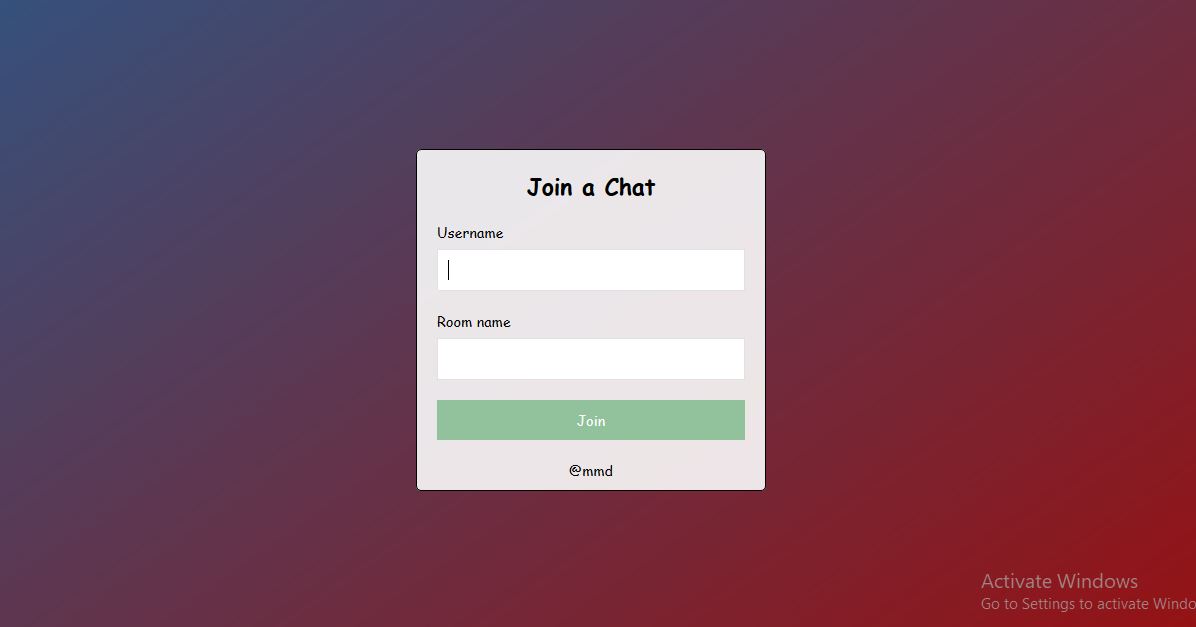 Join a Chat
Username
Room name
Join
@mmd
Activate Windows
Go to Settings to activate Windo